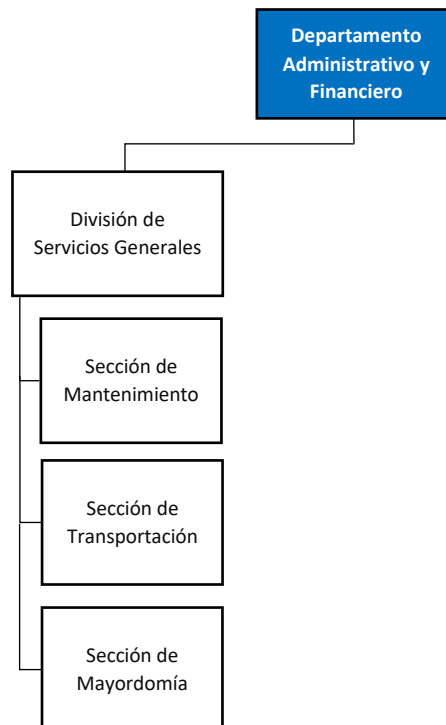 Departamento
Administrativo y
Financiero
División de
Servicios Generales
Sección de
Mantenimiento
Sección de
Transportación
Sección de
Mayordomía